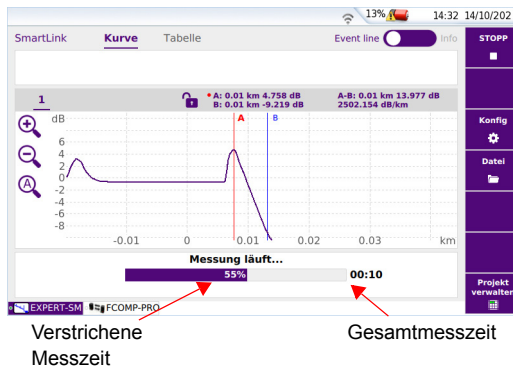 13% 14:32 14/10/202
SmartLink Kurve Tabelle Event line Info STOPP
1 A: 0.01 km 4.758 dB A-B: 0.01 km 13.977 dB
B: 0.01 km -9.219 dB 2502.154 dB/km
dB A B
Konfig
6
4
2
0
-2
-4
-6
-8
A
Datei
-0.01 0 0.01 0.02 0.03 km
Messung läuft...
55% 00:10
Projekt
verwalten
EXPERT-SM FCOMP-PRO
Verstrichene
Messzeit
Gesamtmesszeit